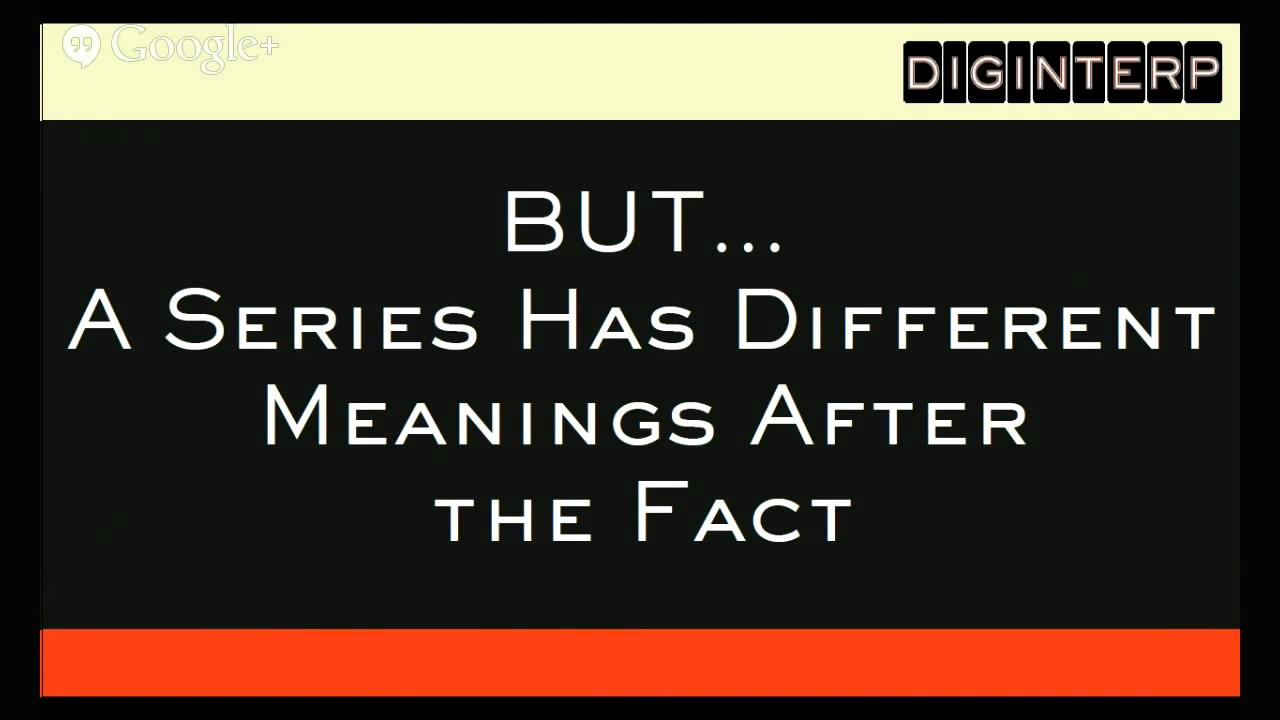 Google+
DIGINTERP
BUT...
A Series Has Different
Meanings After
the Fact